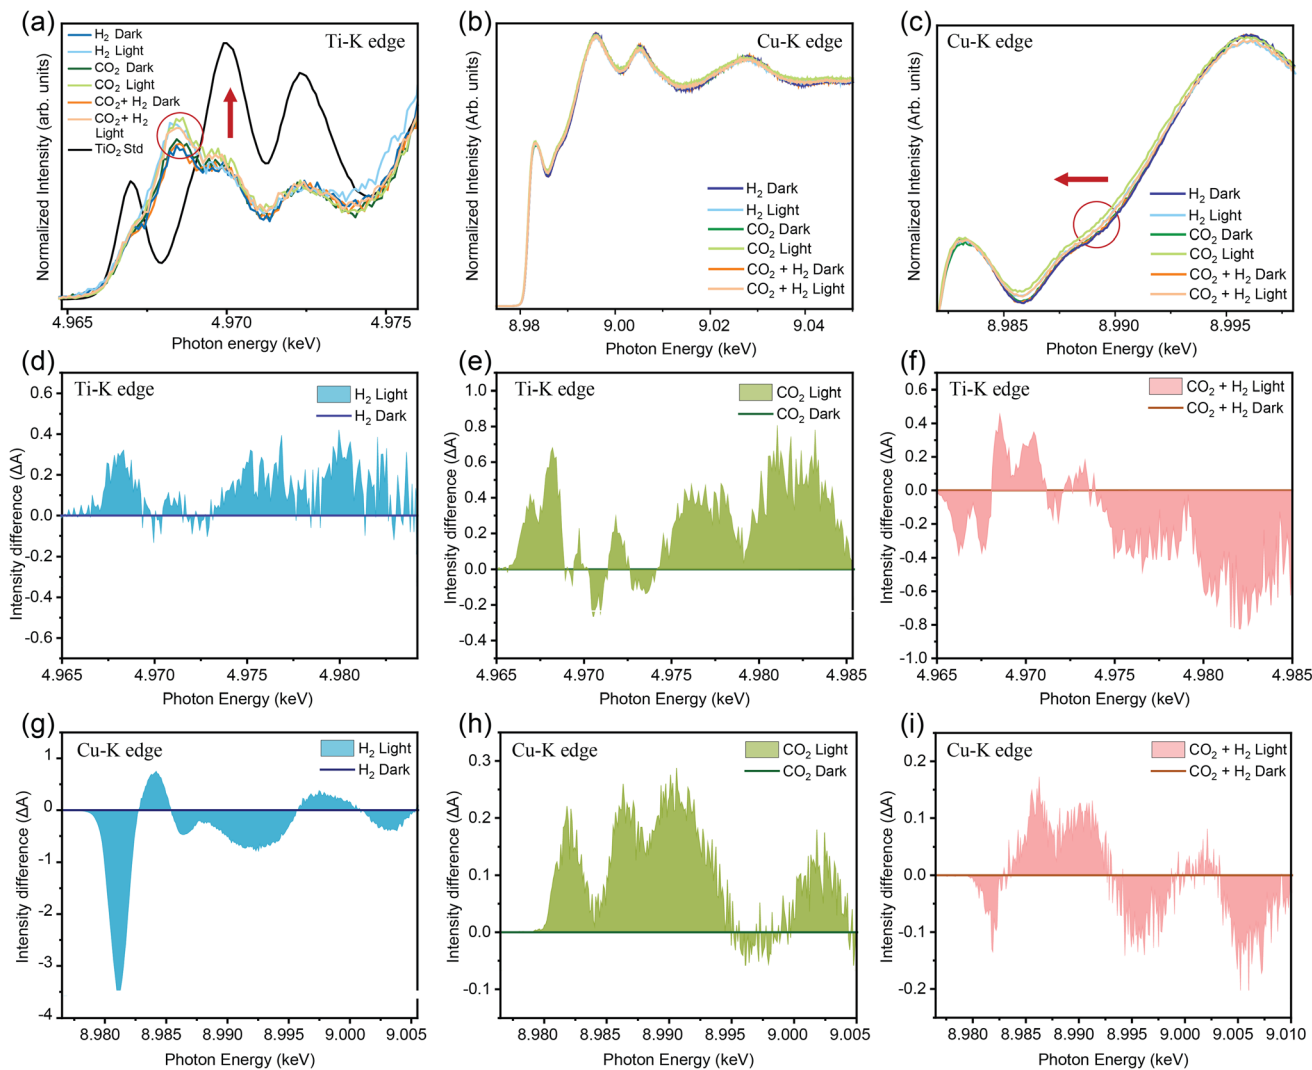 (a)
Ti-K edge
H2 Dark
H2 Light
CO2 Dark
CO2 Light
CO2+ H2 Dark
CO2+ H2
Light
TiO2 Std
Normalized Intensity (arb. units)
4.965
4.970
4.975
Photon energy (keV)
(b)
Cu-K edge
Normalized Intensity (Arb. units)
H2 Dark
H2 Light
CO2 Dark
CO2 Light
CO2 + H2 Dark
CO2 + H2 Light
8.98
9.00
9.02
9.04
Photon Energy (keV)
(c)
Cu-K edge
Normalized Intensity (Arb. units)
H2 Dark
H2 Light
CO2 Dark
CO2 Light
CO2 + H2 Dark
CO2 + H2 Light
8.985
8.990
8.995
Photon Energy (keV)
(d)
Ti-K edge
H2 Light
H2 Dark
Intensity difference (ΔA)
0.6
0.4
0.2
0.0
-0.2
-0.4
-0.6
4.965
4.970
4.975
4.980
Photon Energy (keV)
(e)
Ti-K edge
CO2 Light
CO2 Dark
Intensity difference (ΔA)
1.0
0.8
0.6
0.4
0.2
0.0
-0.2
-0.4
4.965
4.970
4.975
4.980
4.985
Photon Energy (keV)
(f)
Ti-K edge
CO2 + H2 Light
CO2 + H2 Dark
Intensity difference (ΔA)
0.6
0.4
0.2
0.0
-0.2
-0.4
-0.6
-0.8
-1.0
4.965
4.970
4.975
4.980
4.985
Photon Energy (keV)
(g)
Cu-K edge
H2 Light
H2 Dark
Intensity difference (ΔA)
1
0
-1
-2
-3
-4
8.980
8.985
8.990
8.995
9.000
9.005
Photon Energy (keV)
(h)
Cu-K edge
CO2 Light
CO2 Dark
Intensity difference (ΔA)
0.3
0.2
0.1
0.0
-0.1
8.980
8.985
8.990
8.995
9.000
9.005
Photon Energy (keV)
(i)
Cu-K edge
CO2 + H2 Light
CO2 + H2 Dark
Intensity difference (ΔA)
0.2
0.1
0.0
-0.1
-0.2
8.980
8.985
8.990
8.995
9.000
9.005
9.010
Photon Energy (keV)